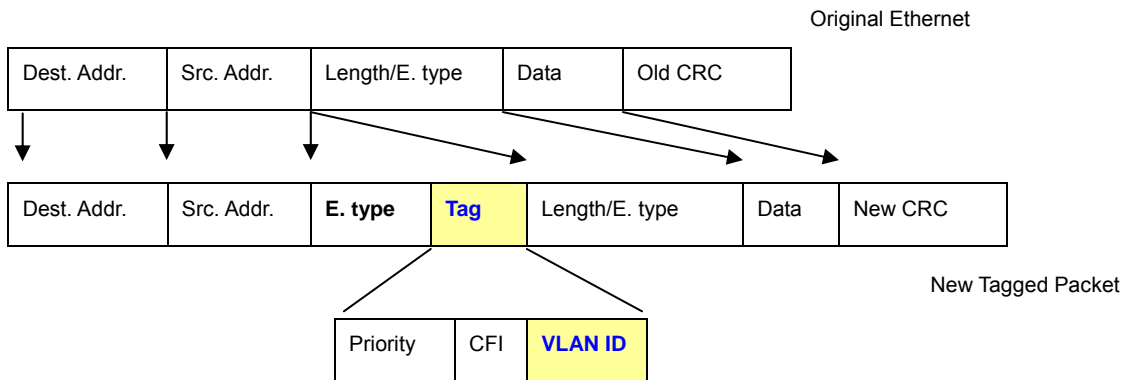 Original Ethernet
Dest. Addr. Src. Addr. Length/E. type Data Old CRC
Dest. Addr. Src. Addr. E. type Tag Length/E. type Data New CRC
New Tagged Packet
Priority CFI VLAN ID